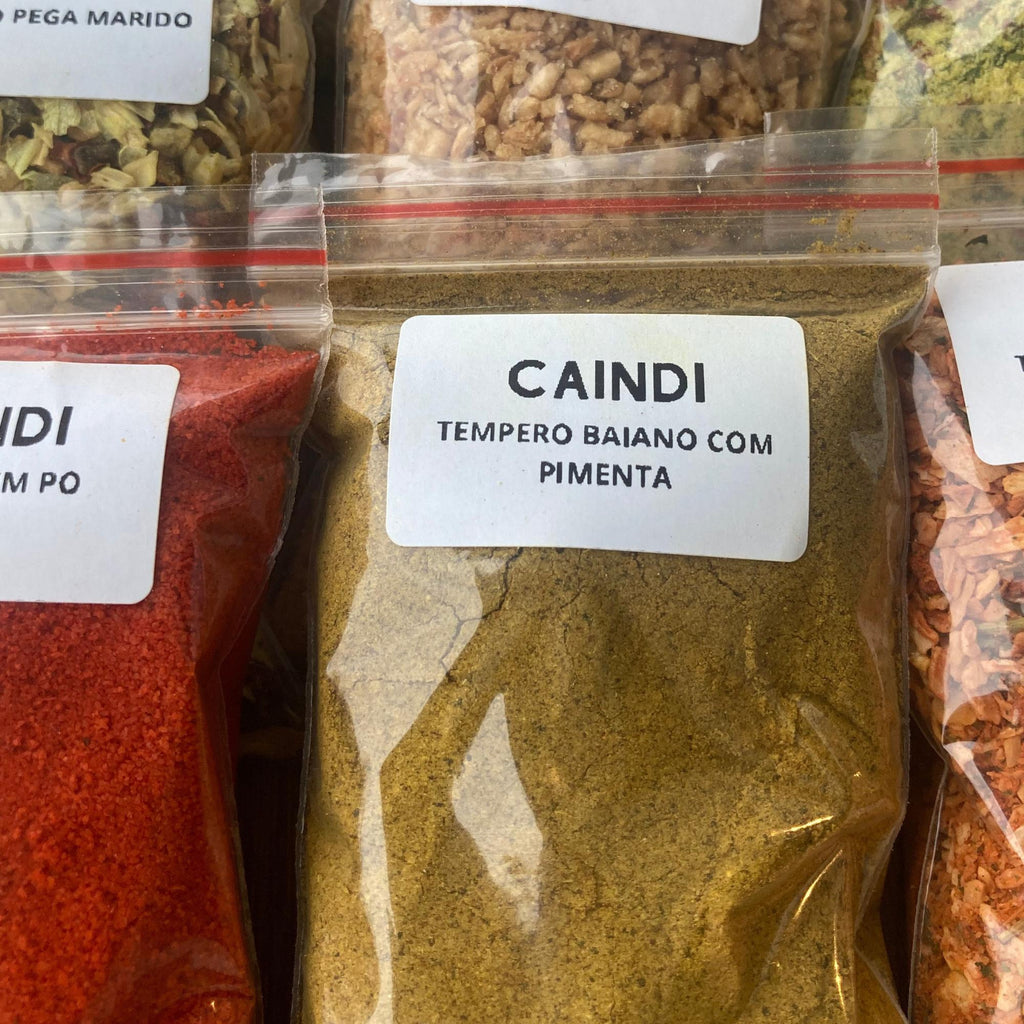 PEGA MARIDO
CAINDI
TEMPERO BAIANO COM
PIMENTA
NDI
M PO